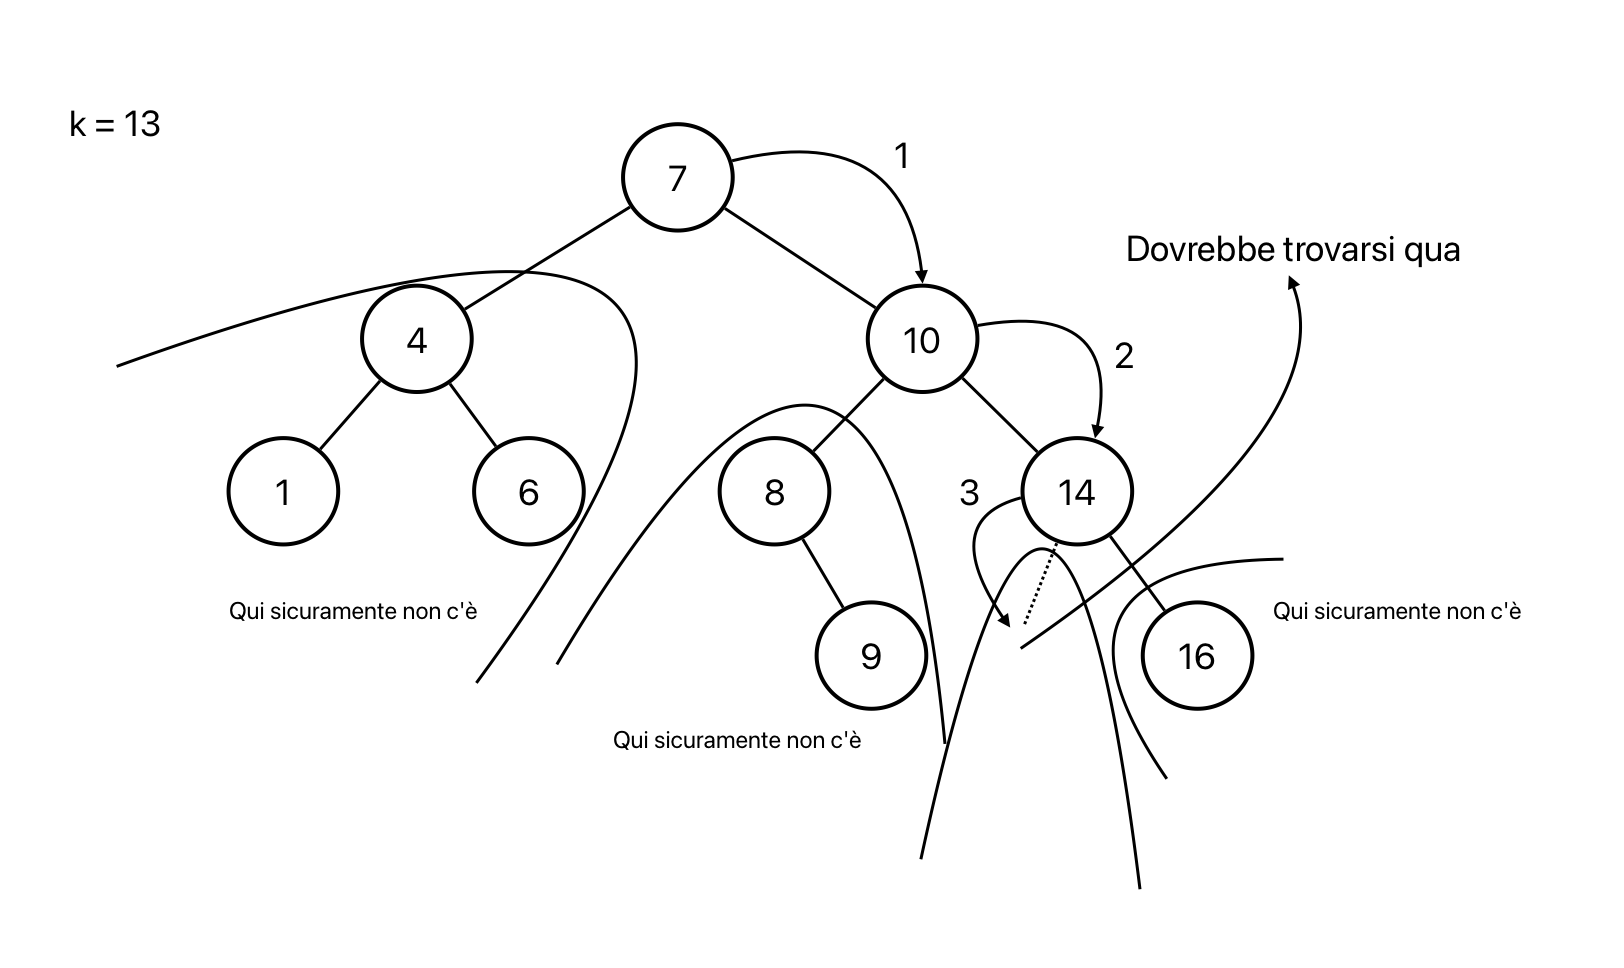 k = 13
7
1
Dovrebbe trovarsi qua
4
10
2
1
6
8
3
14
Qui sicuramente non c'è
Qui sicuramente non c'è
9
16
Qui sicuramente non c'è